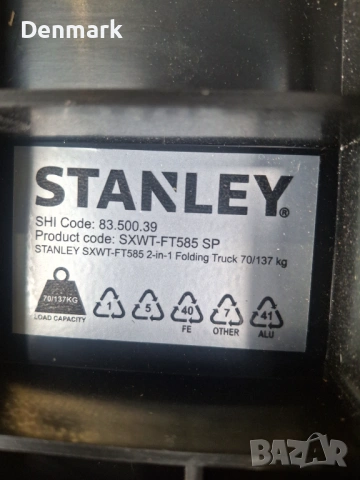 Denmark
STANLEY®
SHI Code: 83.500.39
Product code: SXWT-FT585 SP
STANLEY SXWT-FT585 2-in-1 Folding Truck 70/137 kg
70/137KG
LOAD CAPACITY
1
5
40
FE
7
OTHER
41
ALU
BAZAR